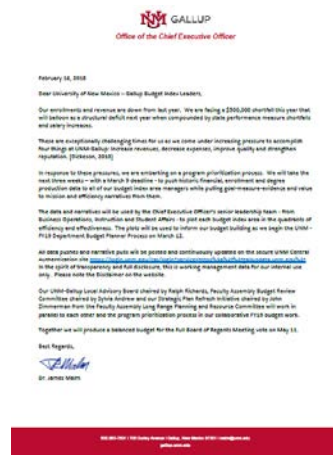 NM GALLUP
Office of the Chief Executive Officer
February 16, 2018
Dear University of New Mexico – Gallup Budget Index Leaders,
Our enrollments and revenue are down from last year. We are facing a $500,000 shortfall this year that
will balloon as a structural deficit next year when compounded by state performance measure shortfalls
and salary increases.
These are exceptionally challenging times for us as we come under increasing pressure to accomplish
four things at UNM-Gallup: increase revenues, decrease expenses, improve quality and strengthen
reputation. (Dickeson, 2010)
In response to these pressures, we are embarking on a program prioritization process. We will take the
next three weeks – with a March 9 deadline – to push historic financial, enrollment and degree
production data to all of our budget index area managers while pulling goal-measure-evidence and value
to mission and efficiency narratives from them.
The data and narratives will be used by the Chief Executive Officer's senior leadership team - from
Business Operations, Instruction and Student Affairs - to plot each budget index area in the quadrants of
efficiency and effectiveness. The plots will be used to inform our budget building as we begin the UNM -
FY19 Department Budget Planner Process on March 12.
All data pushes and narrative pulls will be posted and continuously updated on the secure UNM Central
authentication site
in the spirit of transparency and full disclosure, this is working management data for our internal use
only. Please note the Disclaimer on the website.
Our UNM-Gallup Local Advisory Board chaired by Ralph Richards, Faculty Assembly Budget Review
Committee chaired by Sylvia Andrew and our Strategic Plan Refresh Initiative chaired by John
Zimmerman from the Faculty Assembly Long Range Planning and Resource Committee will work in
parallel to each other and the program prioritization process in our collaborative FY19 budget work.
Together we will produce a balanced budget for the full Board of Regents Meeting vote on May 11.
Best Regards,
Dr. James Malm